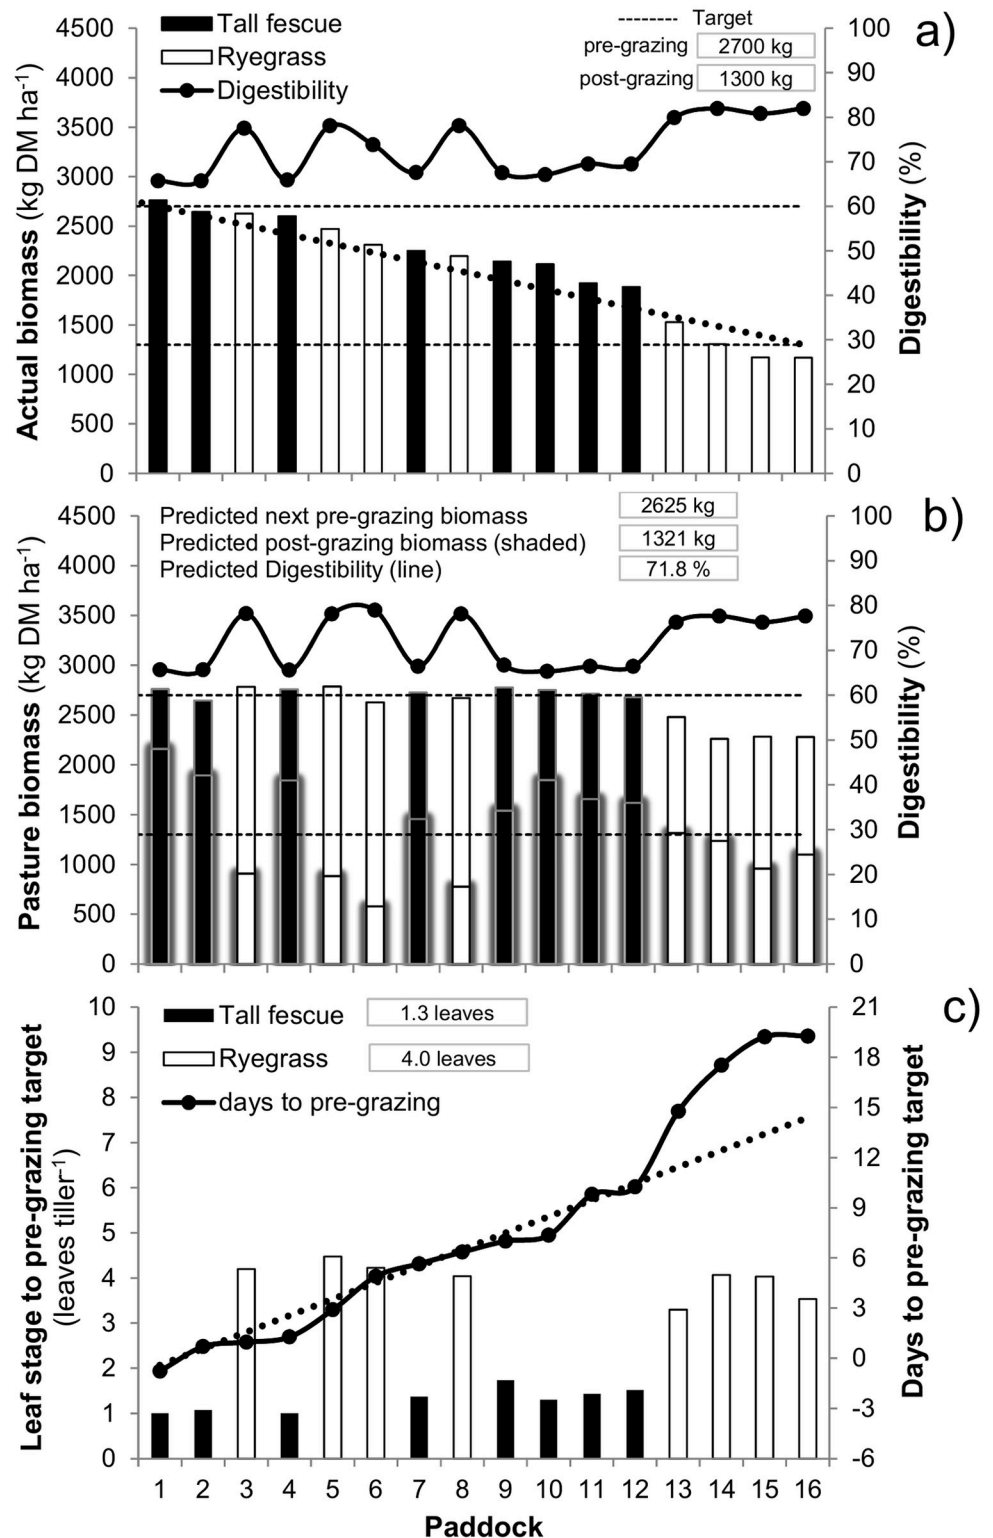 Tall fescue
Ryegrass
Digestibility
Target
pre-grazing 2700 kg
post-grazing 1300 kg
a)
Actual biomass (kg DM ha-1)
4500
4000
3500
3000
2500
2000
1500
1000
500
0
Digestibility (%)
100
90
80
70
60
50
40
30
20
10
0
b)
Predicted next pre-grazing biomass 2625 kg
Predicted post-grazing biomass (shaded) 1321 kg
Predicted Digestibility (line) 71.8 %
Pasture biomass (kg DM ha-1)
4500
4000
3500
3000
2500
2000
1500
1000
500
0
Digestibility (%)
100
90
80
70
60
50
40
30
20
10
0
c)
Tall fescue 1.3 leaves
Ryegrass 4.0 leaves
days to pre-grazing
Leaf stage to pre-grazing target
(leaves tiller-1)
10
9
8
7
6
5
4
3
2
1
0
Days to pre-grazing target
21
18
15
12
9
6
3
0
-3
-6
1 2 3 4 5 6 7 8 9 10 11 12 13 14 15 16
Paddock